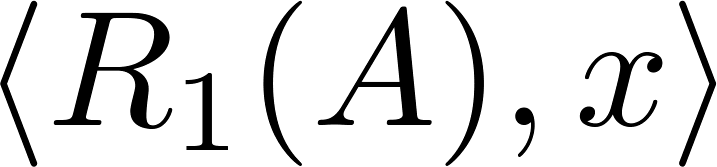 ⟨R₁(A), x⟩